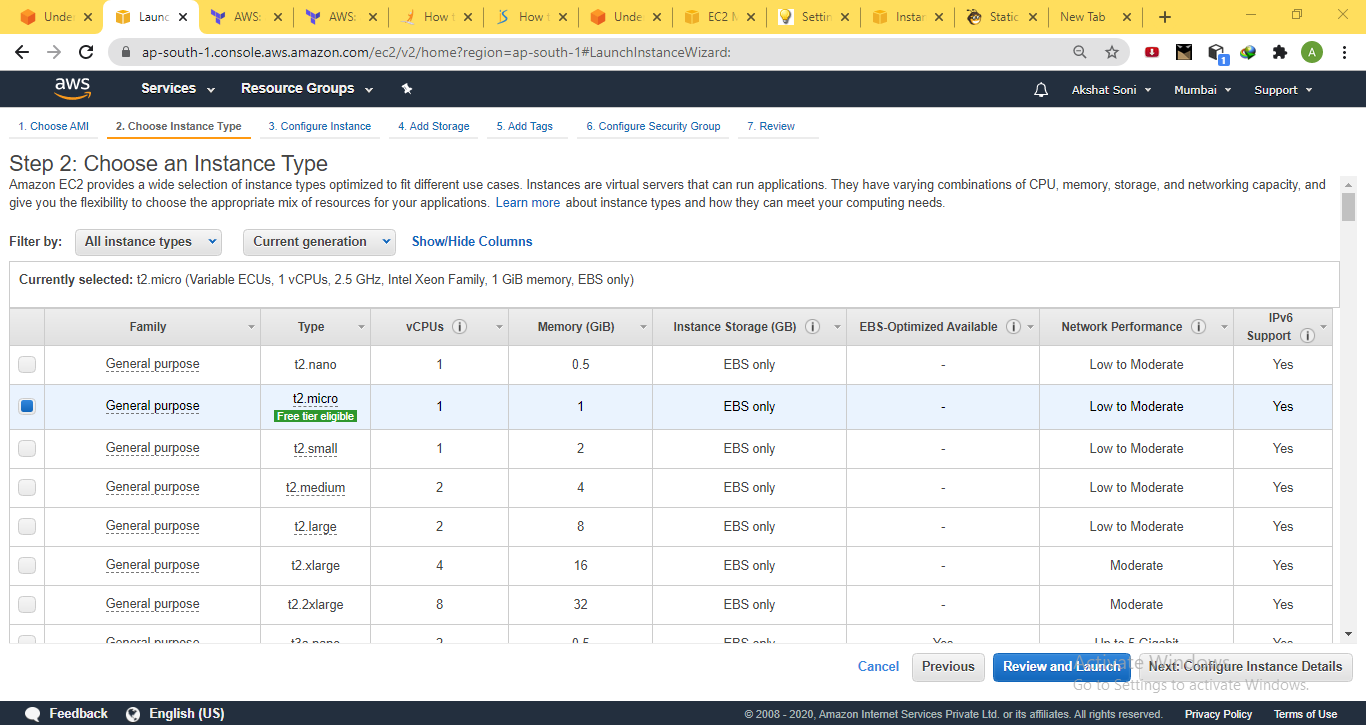 Unde
Launc
AWS:
AWS:
How t
How t
Unde
EC2 M
Settin
Instar
Static
New Tab
ap-south-1.console.aws.amazon.com/ec2/v2/home?region=ap-south-1#LaunchInstanceWizard:
1
A
aws
Services
Resource Groups
Akshat Soni
Mumbai
Support
1. Choose AMI
2. Choose Instance Type
3. Configure Instance
4. Add Storage
5. Add Tags
6. Configure Security Group
7. Review
Step 2: Choose an Instance Type
Amazon EC2 provides a wide selection of instance types optimized to fit different use cases. Instances are virtual servers that can run applications. They have varying combinations of CPU, memory, storage, and networking capacity, and
give you the flexibility to choose the appropriate mix of resources for your applications. Learn more about instance types and how they can meet your computing needs.
Filter by: All instance types Current generation Show/Hide Columns
Currently selected: t2.micro (Variable ECUs, 1 vCPUs, 2.5 GHz, Intel Xeon Family, 1 GiB memory, EBS only)
Family Type vCPUs Memory (GiB) Instance Storage (GB) EBS-Optimized Available Network Performance IPv6 Support
General purpose t2.nano 1 0.5 EBS only - Low to Moderate Yes
General purpose t2.micro Free tier eligible 1 1 EBS only - Low to Moderate Yes
General purpose t2.small 1 2 EBS only - Low to Moderate Yes
General purpose t2.medium 2 4 EBS only - Low to Moderate Yes
General purpose t2.large 2 8 EBS only - Low to Moderate Yes
General purpose t2.xlarge 4 16 EBS only - Moderate Yes
General purpose t2.2xlarge 8 32 EBS only - Moderate Yes
General purpose t3a.nano 2 0.5 EBS only Yes Up to 5 Gigabit Yes
Cancel Previous Review and Launch Next: Configure Instance Details
Activate Windows
Go to Settings to activate Windows.
Feedback English (US)
© 2008 - 2020, Amazon Internet Services Private Ltd. or its affiliates. All rights reserved. Privacy Policy Terms of Use